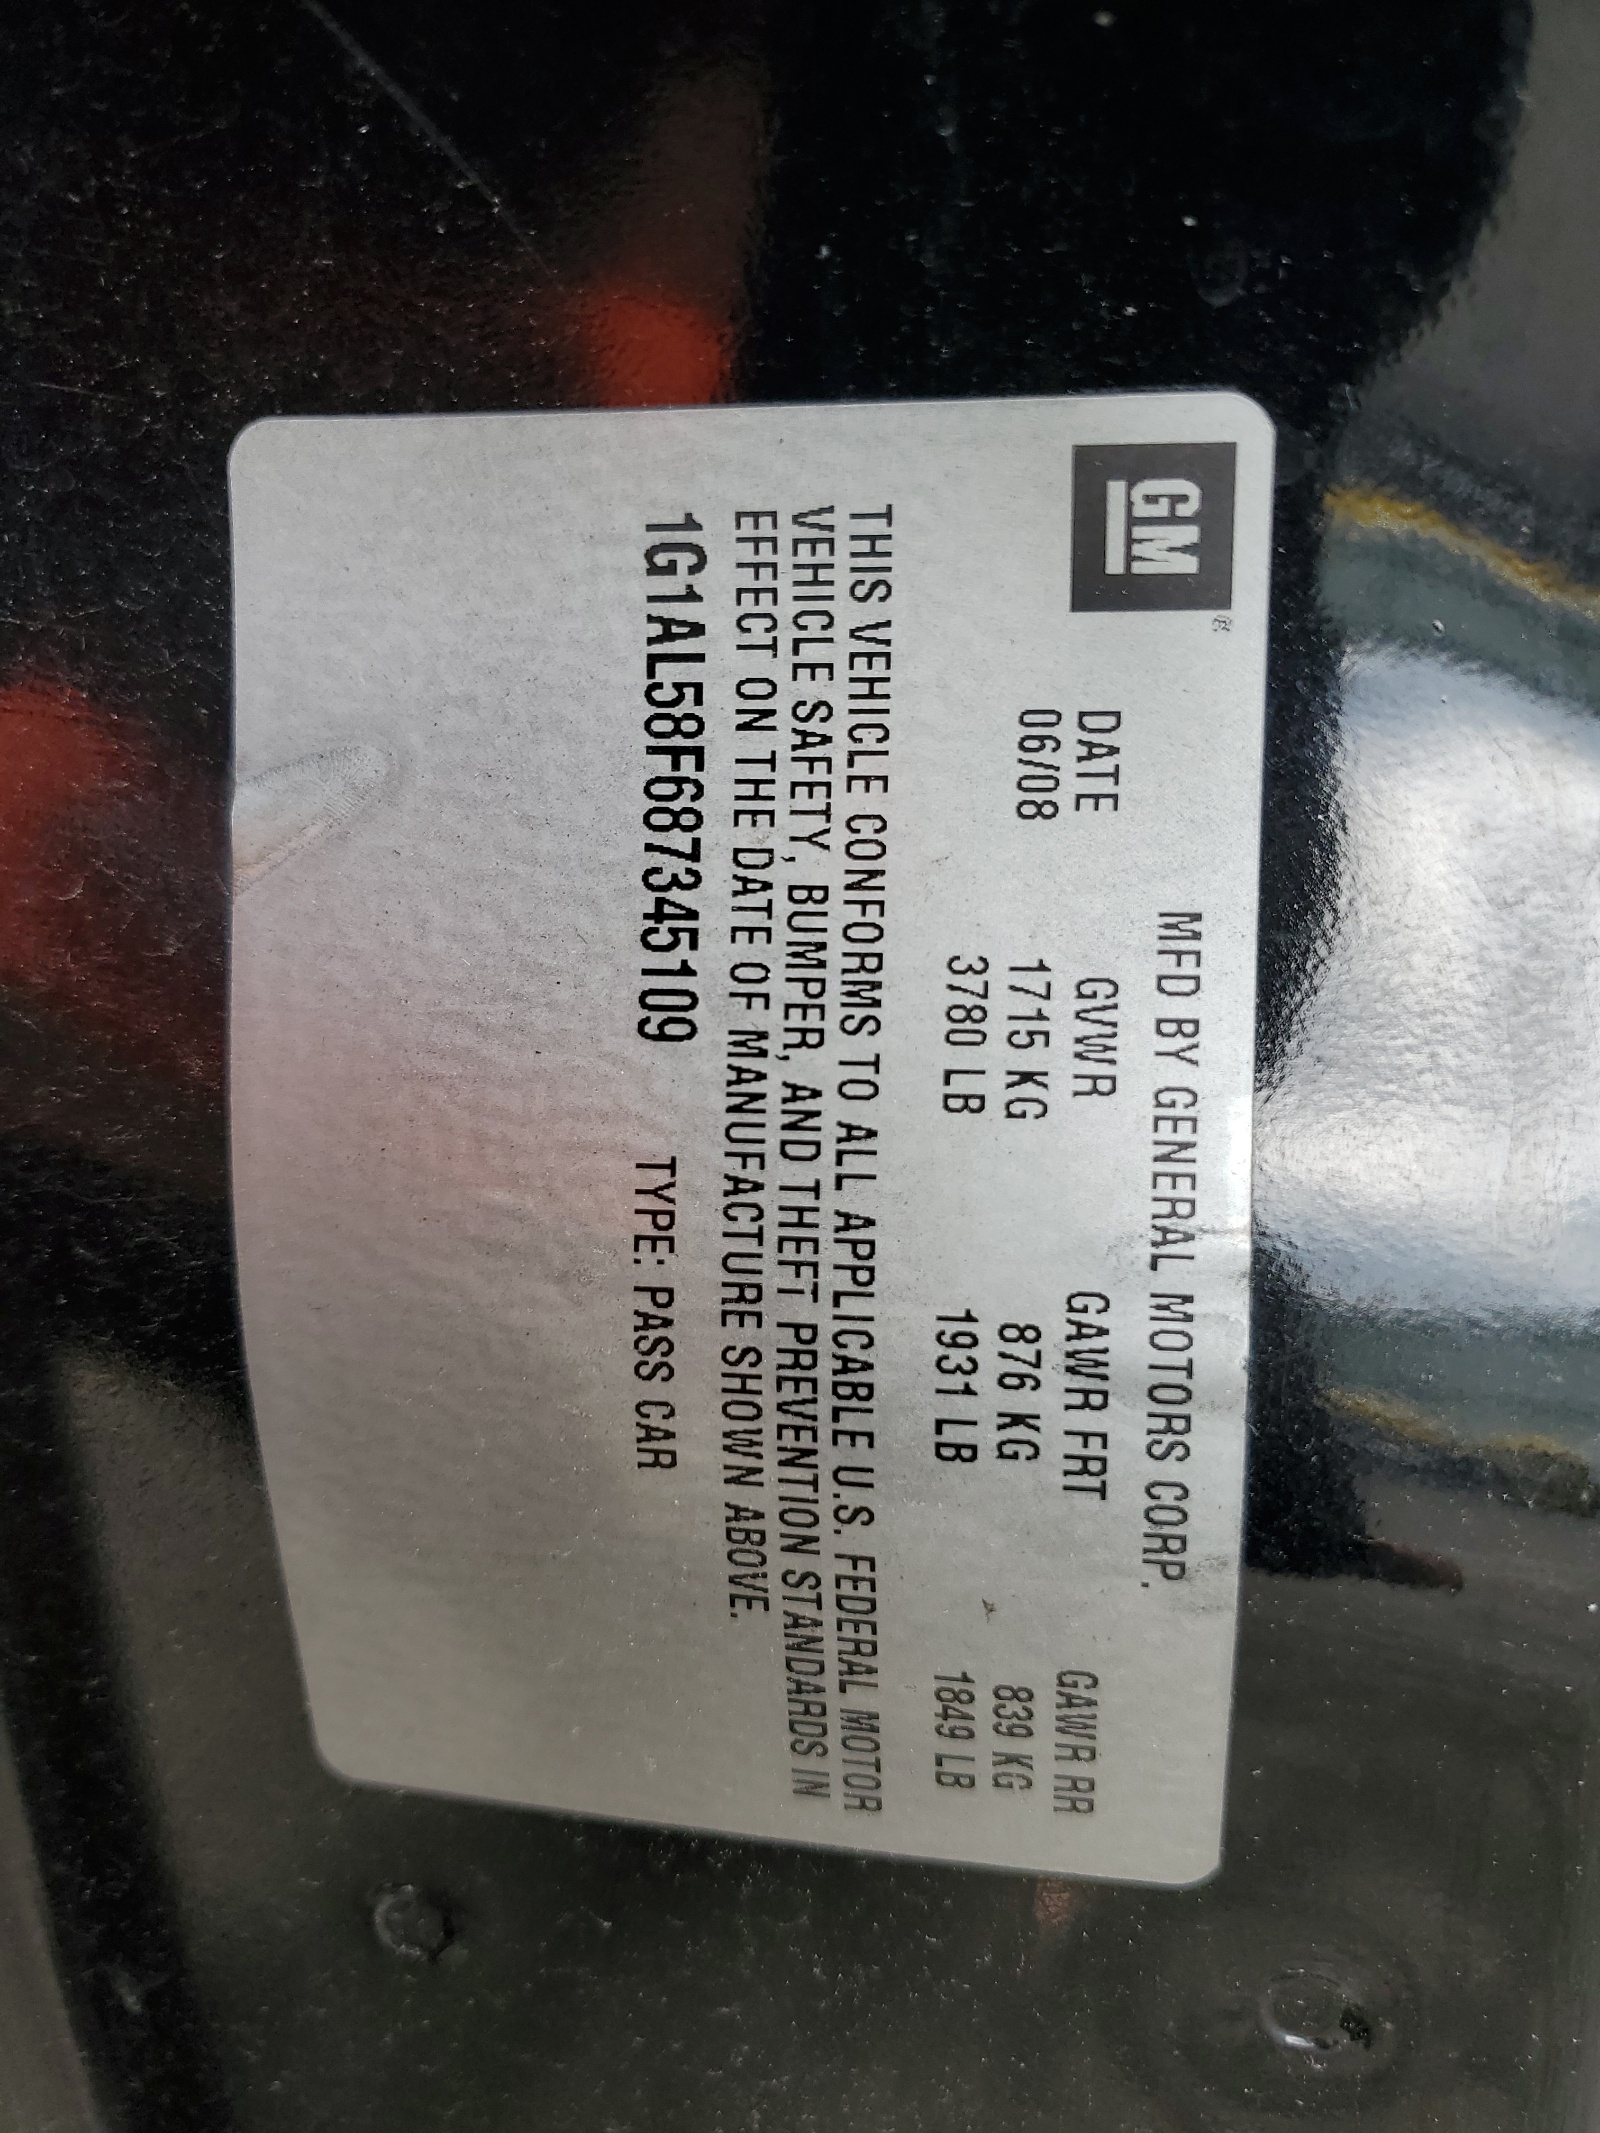 GM®
MFD BY GENERAL MOTORS CORP.
DATE GVWR GAWR FRT GAWR RR
06/08 1715 KG 876 KG 839 KG
3780 LB 1931 LB 1849 LB
THIS VEHICLE CONFORMS TO ALL APPLICABLE U.S. FEDERAL MOTOR
VEHICLE SAFETY, BUMPER, AND THEFT PREVENTION STANDARDS IN
EFFECT ON THE DATE OF MANUFACTURE SHOWN ABOVE.
1G1AL58F687345109 TYPE: PASS CAR